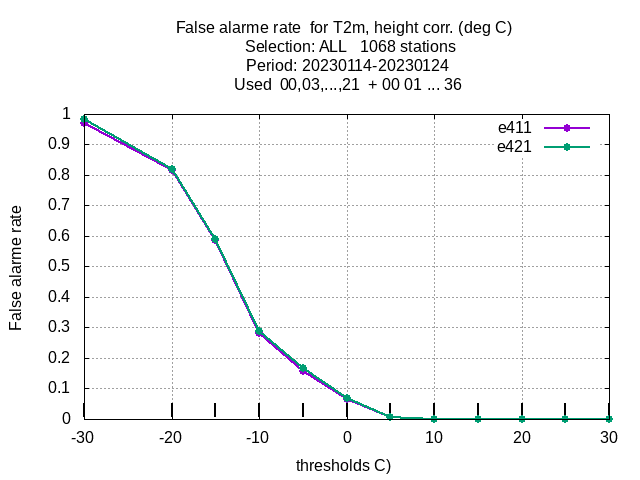 False alarme rate  for T2m, height corr. (deg C)
Selection: ALL   1068 stations
Period: 20230114-20230124
Used  00,03,...,21  + 00 01 ... 36
e411
e421
1
0.9
0.8
0.7
0.6
0.5
0.4
0.3
0.2
0.1
0
False alarme rate
-30 -20 -10 0 10 20 30
thresholds C)